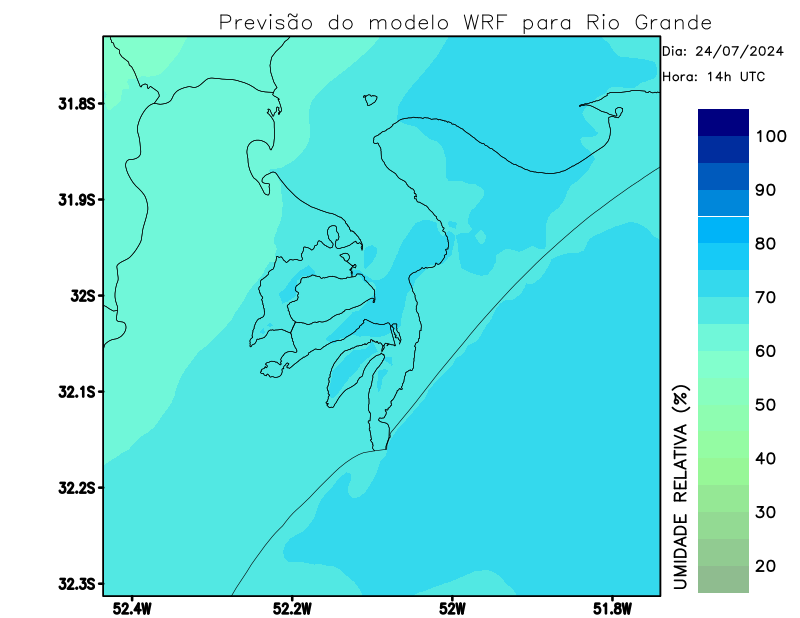 Previsão do modelo WRF para Rio Grande
Dia: 24/07/2024
Hora: 14h UTC
31.8S
31.9S
32S
32.1S
32.2S
32.3S
52.4W
52.2W
52W
51.8W
100
90
80
70
60
50
40
30
20
UMIDADE RELATIVA (%)